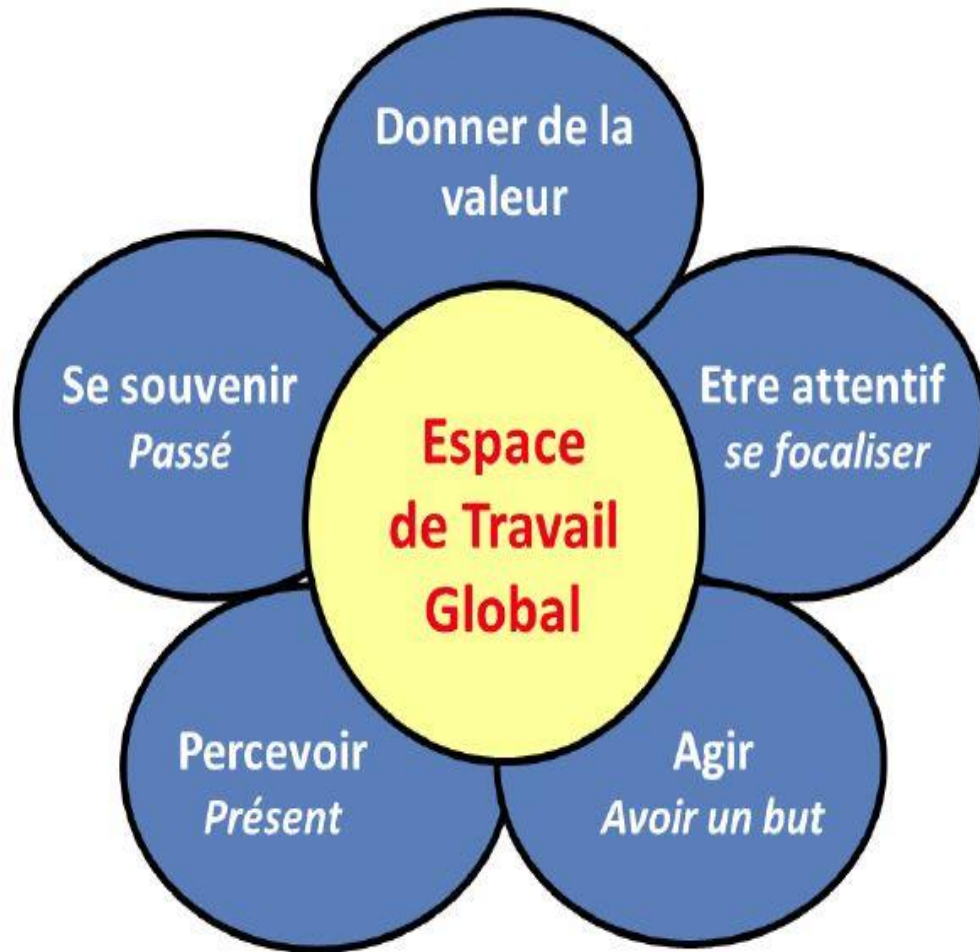 Donner de la
valeur
Se souvenir
Passé
Etre attentif
se focaliser
Espace
de Travail
Global
Percevoir
Présent
Agir
Avoir un but